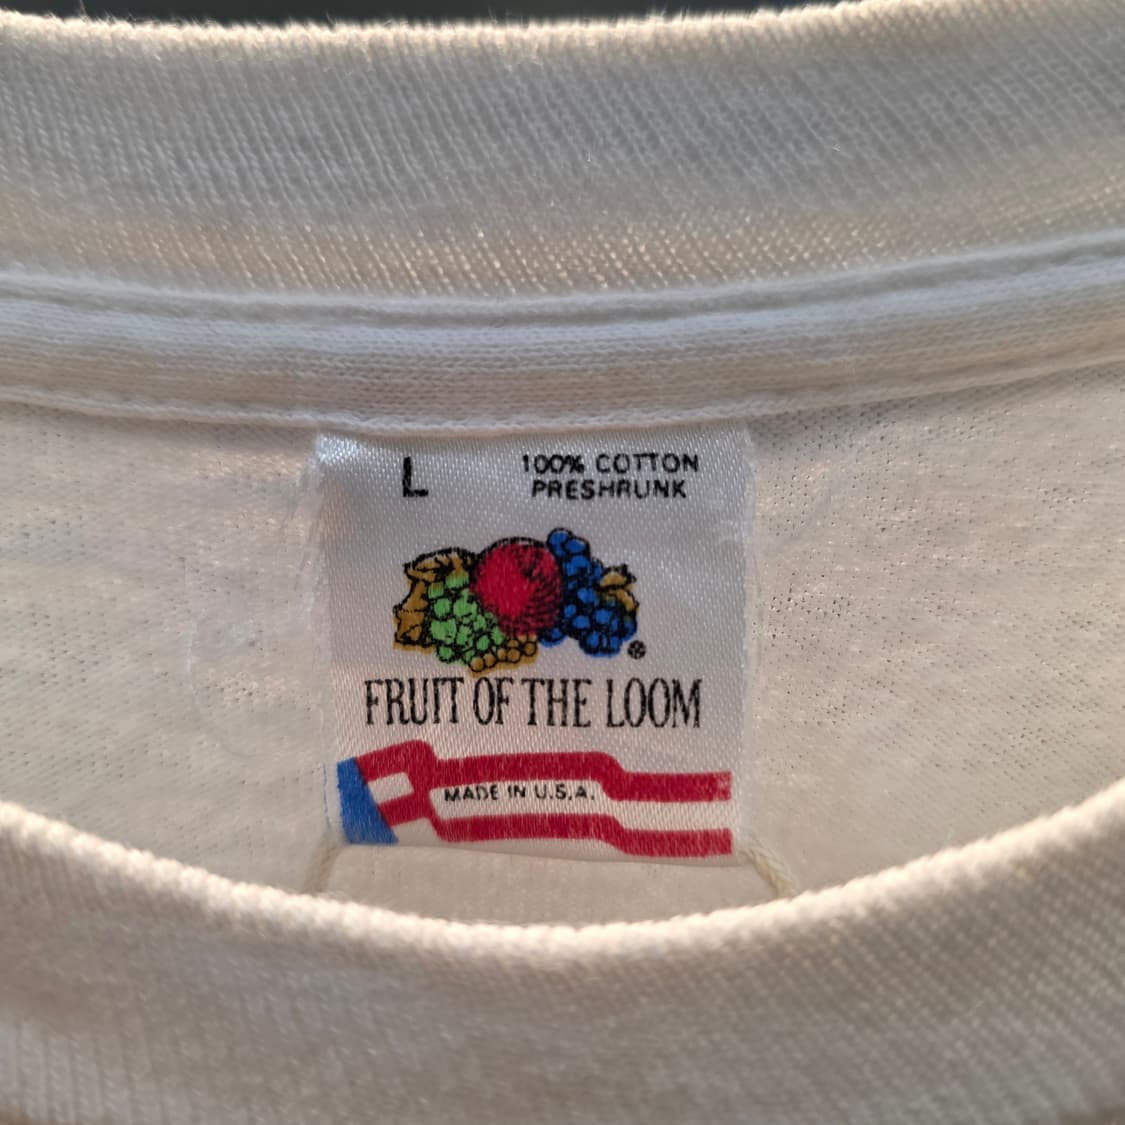 L
100% COTTON
PRESHRUNK
®
FRUIT OF THE LOOM
MADE IN U.S.A.